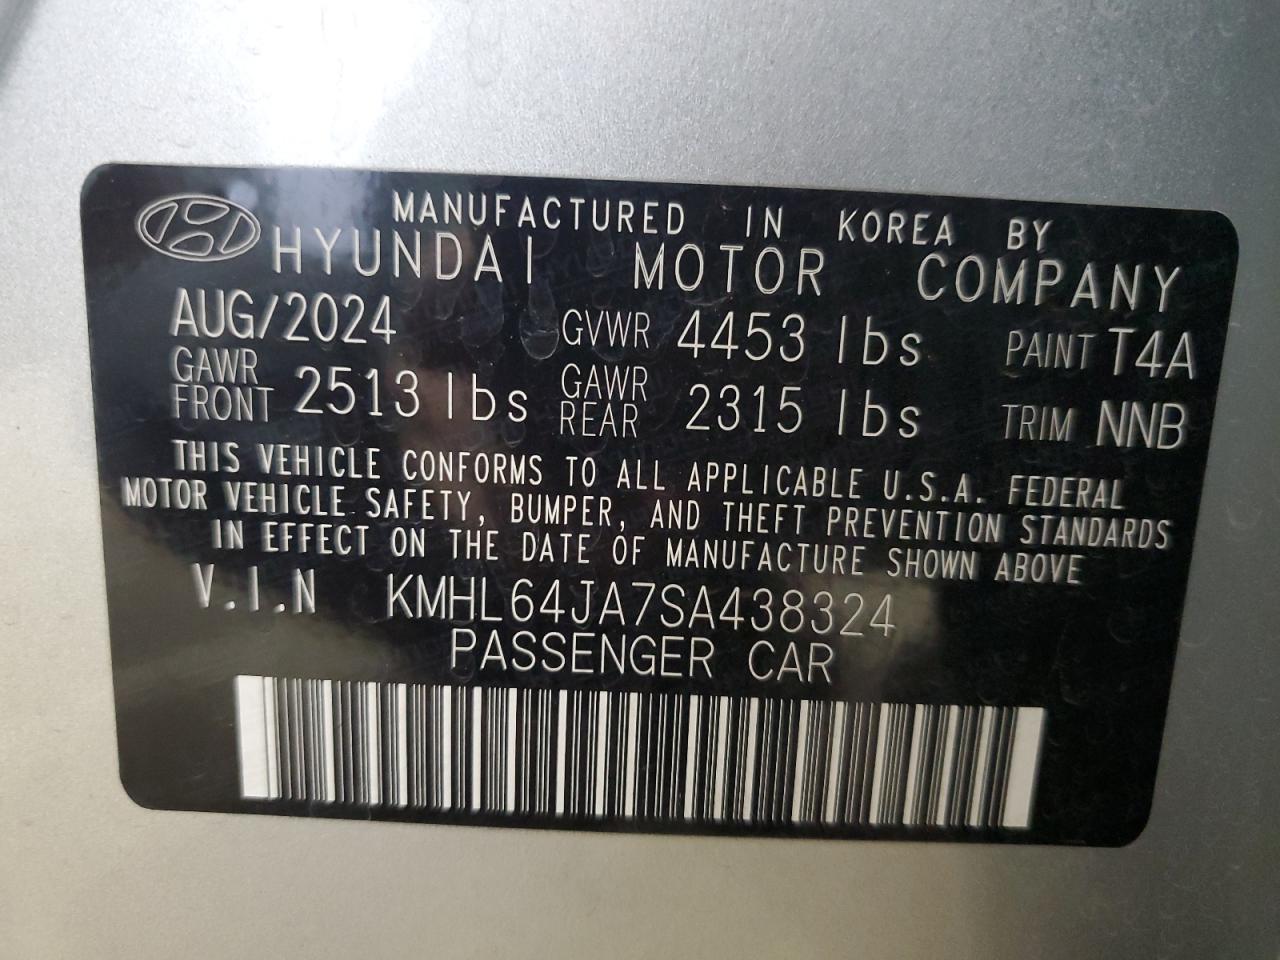 MANUFACTURED IN KOREA BY
HYUNDAI MOTOR COMPANY
AUG/2024 GVWR 4453 lbs PAINT T4A
GAWR FRONT 2513 lbs GAWR REAR 2315 lbs TRIM NNB
THIS VEHICLE CONFORMS TO ALL APPLICABLE U.S.A. FEDERAL
MOTOR VEHICLE SAFETY, BUMPER, AND THEFT PREVENTION STANDARDS
IN EFFECT ON THE DATE OF MANUFACTURE SHOWN ABOVE
V.I.N KMHL64JA7SA438324
PASSENGER CAR